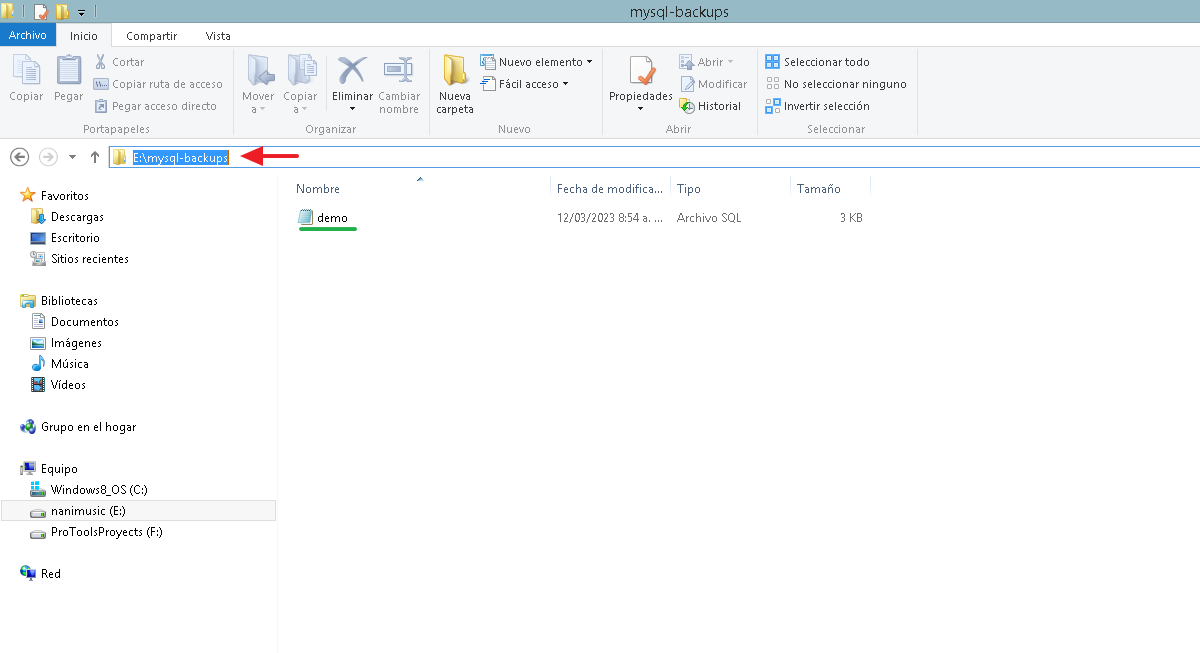 mysql-backups
Archivo Inicio Compartir Vista
Copiar
Pegar
Cortar
Copiar ruta de acceso
Pegar acceso directo
Portapapeles
Mover a
Copiar a
Eliminar
Cambiar nombre
Organizar
Nueva carpeta
Nuevo elemento
Fácil acceso
Nuevo
Propiedades
Abrir
Modificar
Historial
Abrir
Seleccionar todo
No seleccionar ninguno
Invertir selección
Seleccionar
E:\mysql-backups
Favoritos
Descargas
Escritorio
Sitios recientes
Bibliotecas
Documentos
Imágenes
Música
Vídeos
Grupo en el hogar
Equipo
Windows8_OS (C:)
nanimusic (E:)
ProToolsProyects (F:)
Red
Nombre Fecha de modifica... Tipo Tamaño
demo 12/03/2023 8:54 a. ... Archivo SQL 3 KB